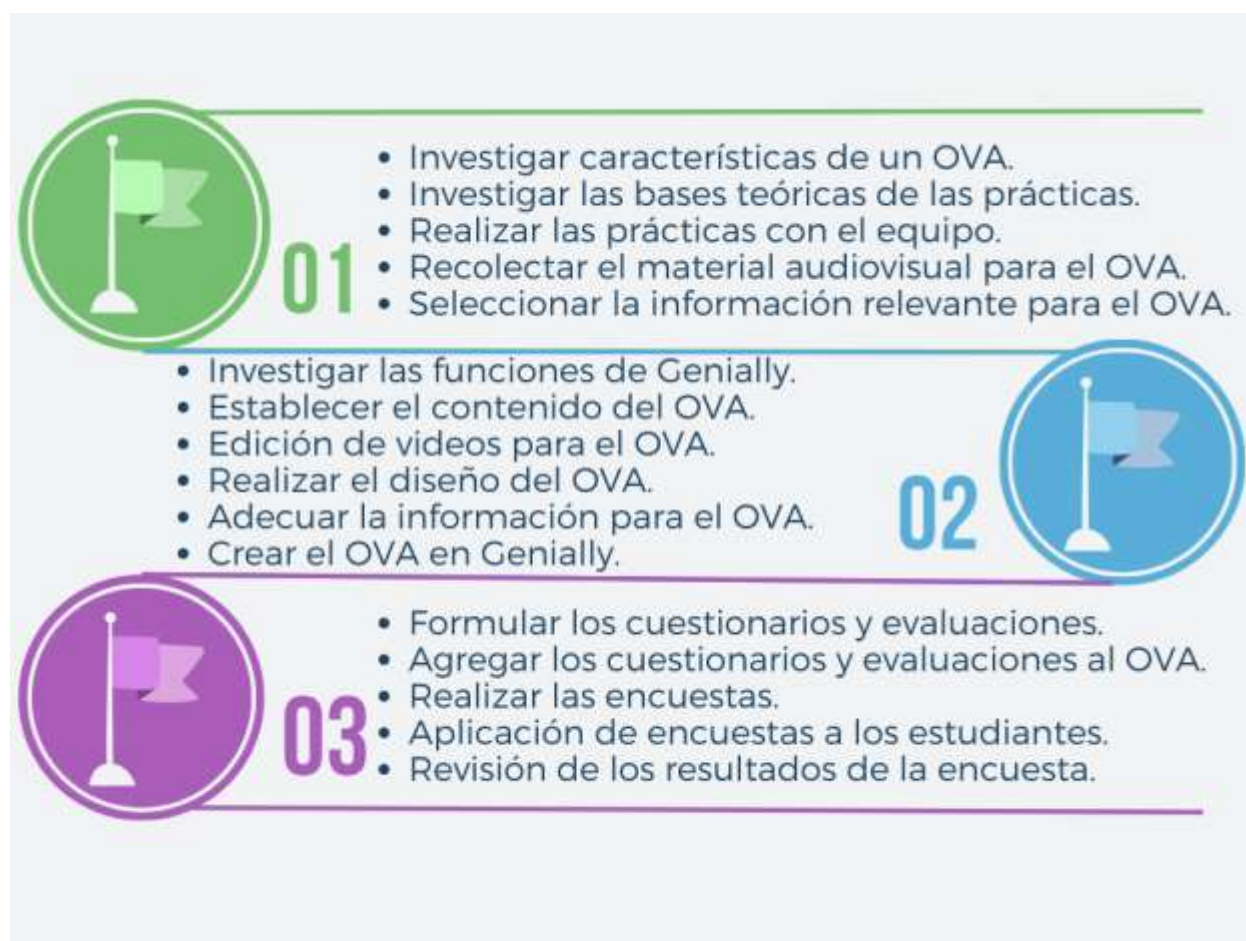 01
• Investigar características de un OVA.
• Investigar las bases teóricas de las prácticas.
• Realizar las prácticas con el equipo.
• Recolectar el material audiovisual para el OVA.
• Seleccionar la información relevante para el OVA.
• Investigar las funciones de Genially.
• Establecer el contenido del OVA.
• Edición de videos para el OVA.
• Realizar el diseño del OVA.
• Adecuar la información para el OVA.
• Crear el OVA en Genially.
02
03
• Formular los cuestionarios y evaluaciones.
• Agregar los cuestionarios y evaluaciones al OVA.
• Realizar las encuestas.
• Aplicación de encuestas a los estudiantes.
• Revisión de los resultados de la encuesta.